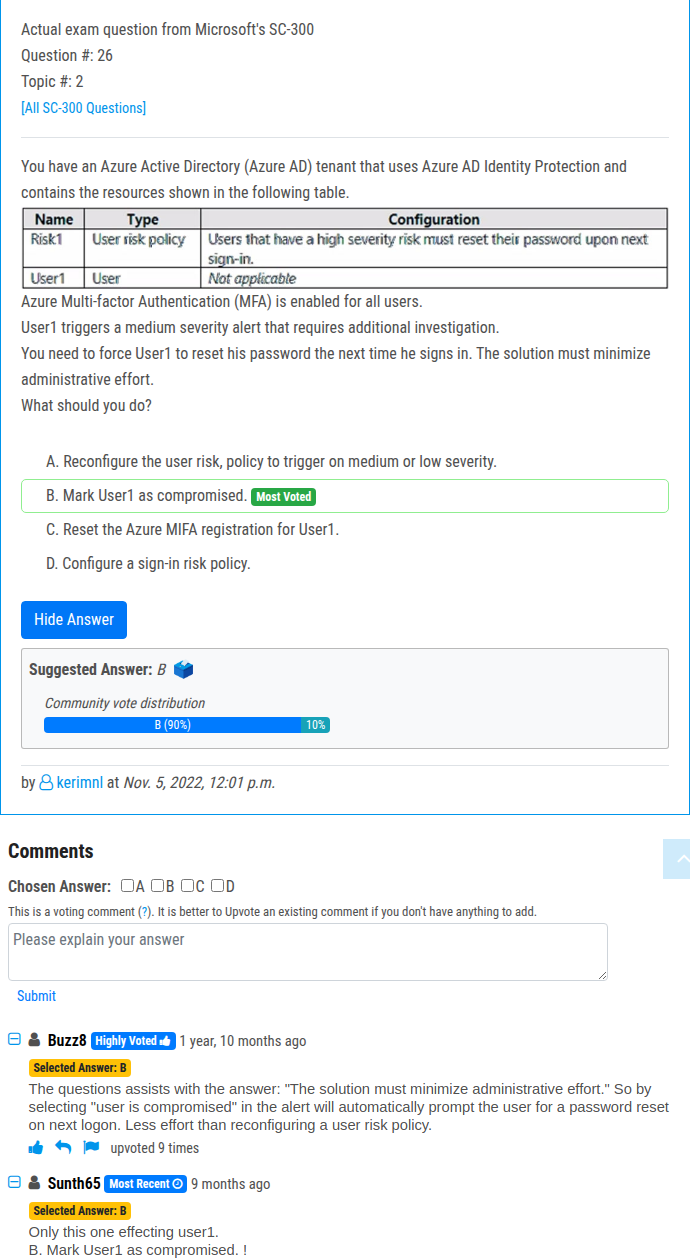 Actual exam question from Microsoft's SC-300
Question #: 26
Topic #: 2
[All SC-300 Questions]
You have an Azure Active Directory (Azure AD) tenant that uses Azure AD Identity Protection and
contains the resources shown in the following table.
Name Type Configuration
Risk1 User risk policy Users that have a high severity risk must reset their password upon next
sign-in.
User1 User Not applicable
Azure Multi-factor Authentication (MFA) is enabled for all users.
User1 triggers a medium severity alert that requires additional investigation.
You need to force User1 to reset his password the next time he signs in. The solution must minimize
administrative effort.
What should you do?
A. Reconfigure the user risk, policy to trigger on medium or low severity.
B. Mark User1 as compromised. Most Voted
C. Reset the Azure MIFA registration for User1.
D. Configure a sign-in risk policy.
Hide Answer
Suggested Answer: B
Community vote distribution
B (90%) 10%
by kerimnl at Nov. 5, 2022, 12:01 p.m.
Comments
Chosen Answer: A B C D
This is a voting comment (?). It is better to Upvote an existing comment if you don't have anything to add.
Please explain your answer
Submit
Buzz8 Highly Voted 1 year, 10 months ago
Selected Answer: B
The questions assists with the answer: "The solution must minimize administrative effort." So by
selecting "user is compromised" in the alert will automatically prompt the user for a password reset
on next logon. Less effort than reconfiguring a user risk policy.
upvoted 9 times
Sunth65 Most Recent 9 months ago
Selected Answer: B
Only this one effecting user1.
B. Mark User1 as compromised. !